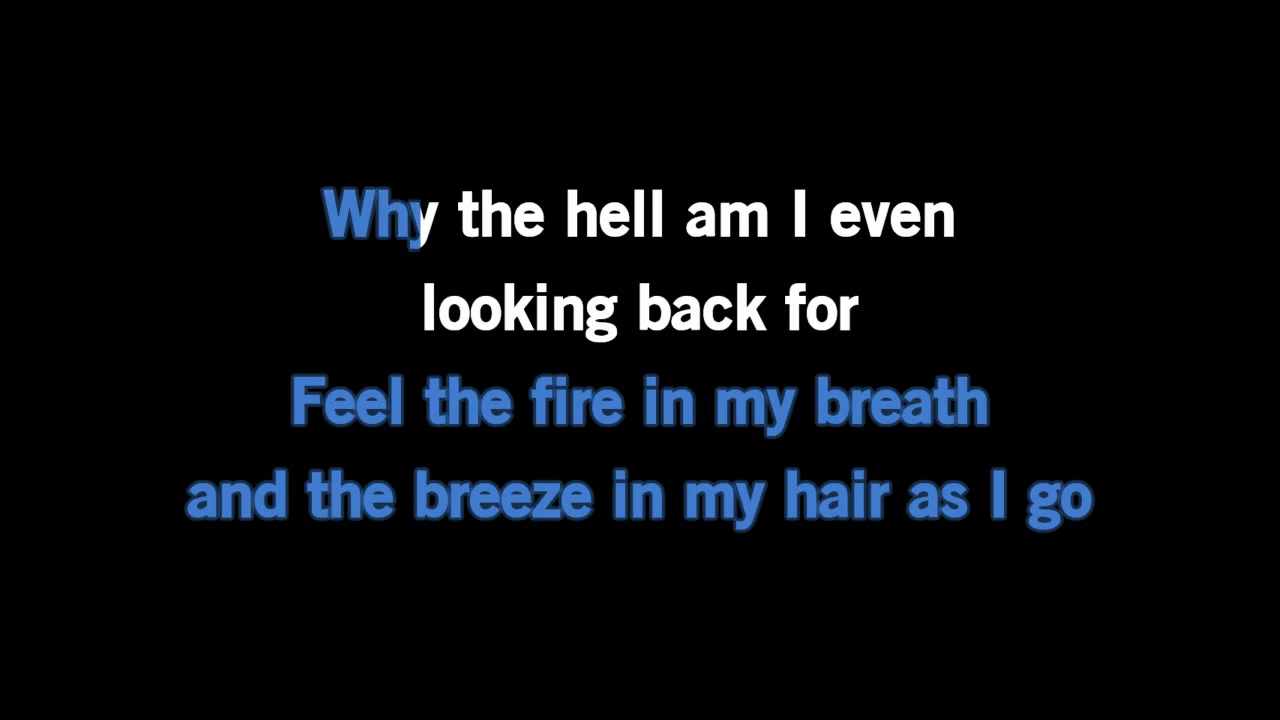 Why the hell am I even
looking back for
Feel the fire in my breath
and the breeze in my hair as I go